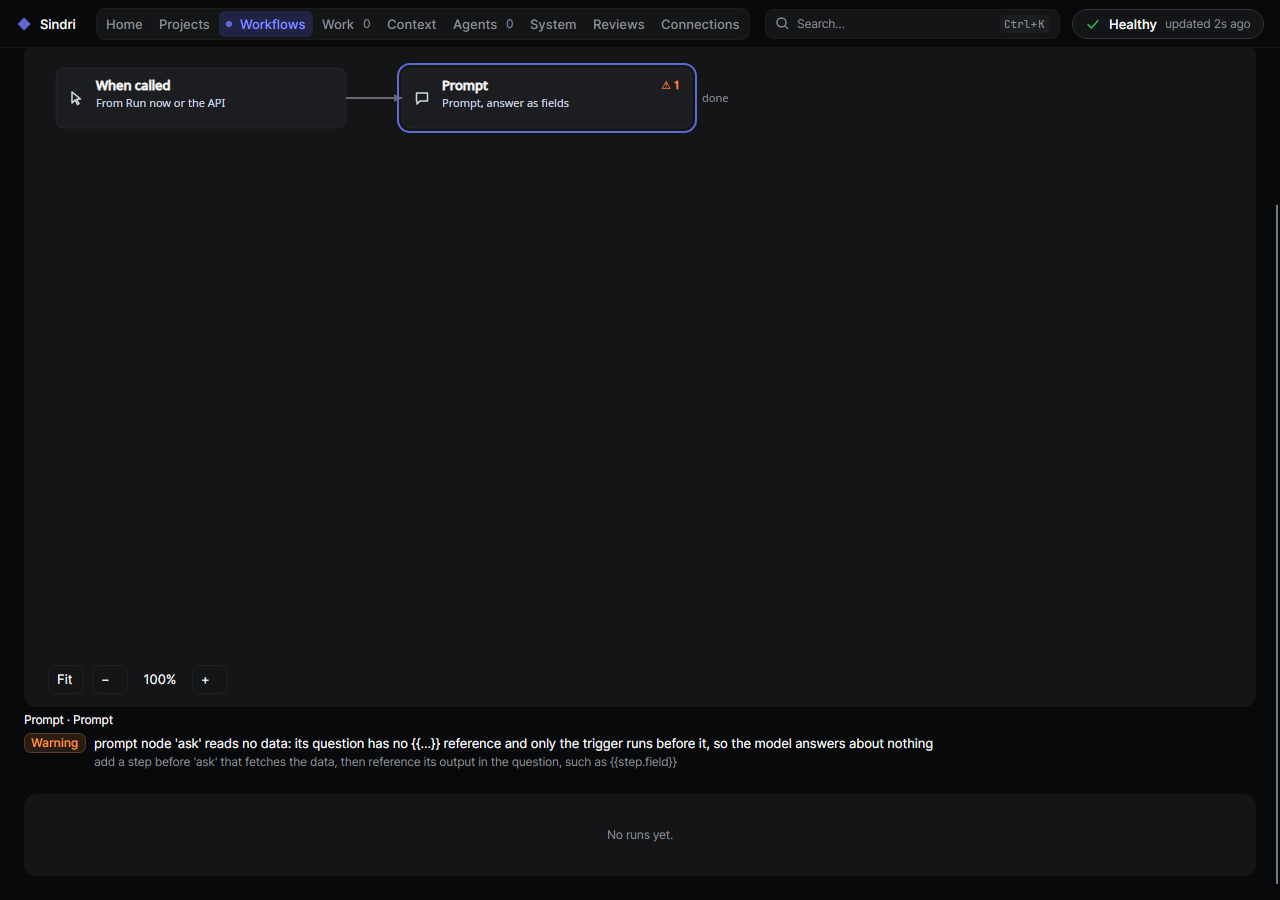 Sindri
Home Projects Workflows Work 0 Context Agents 0 System Reviews Connections
Search... Ctrl+K
Healthy updated 2s ago
When called
From Run now or the API
Prompt ⚠ 1
Prompt, answer as fields
done
Fit − 100% +
Prompt · Prompt
Warning prompt node 'ask' reads no data: its question has no {{...}} reference and only the trigger runs before it, so the model answers about nothing
add a step before 'ask' that fetches the data, then reference its output in the question, such as {{step.field}}
No runs yet.